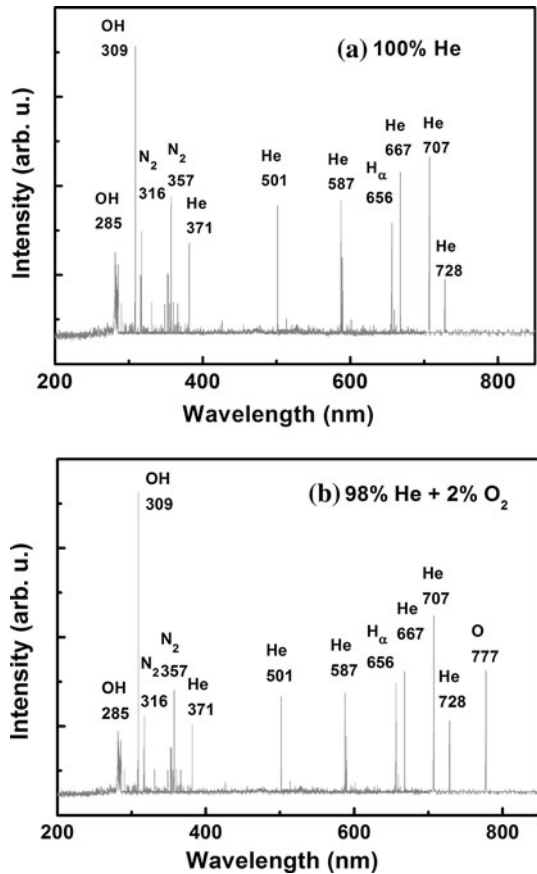 OH
309
(a) 100% He
N₂
316
N₂
357
OH
285
He
371
He
501
He
587
Hα
656
He
667
He
707
He
728
Intensity (arb. u.)
200 400 600 800
Wavelength (nm)
OH
309
(b) 98% He + 2% O₂
N₂
357
N₂
316
OH
285
He
371
He
501
He
587
Hα
656
He
667
He
707
He
728
O
777
Intensity (arb. u.)
200 400 600 800
Wavelength (nm)